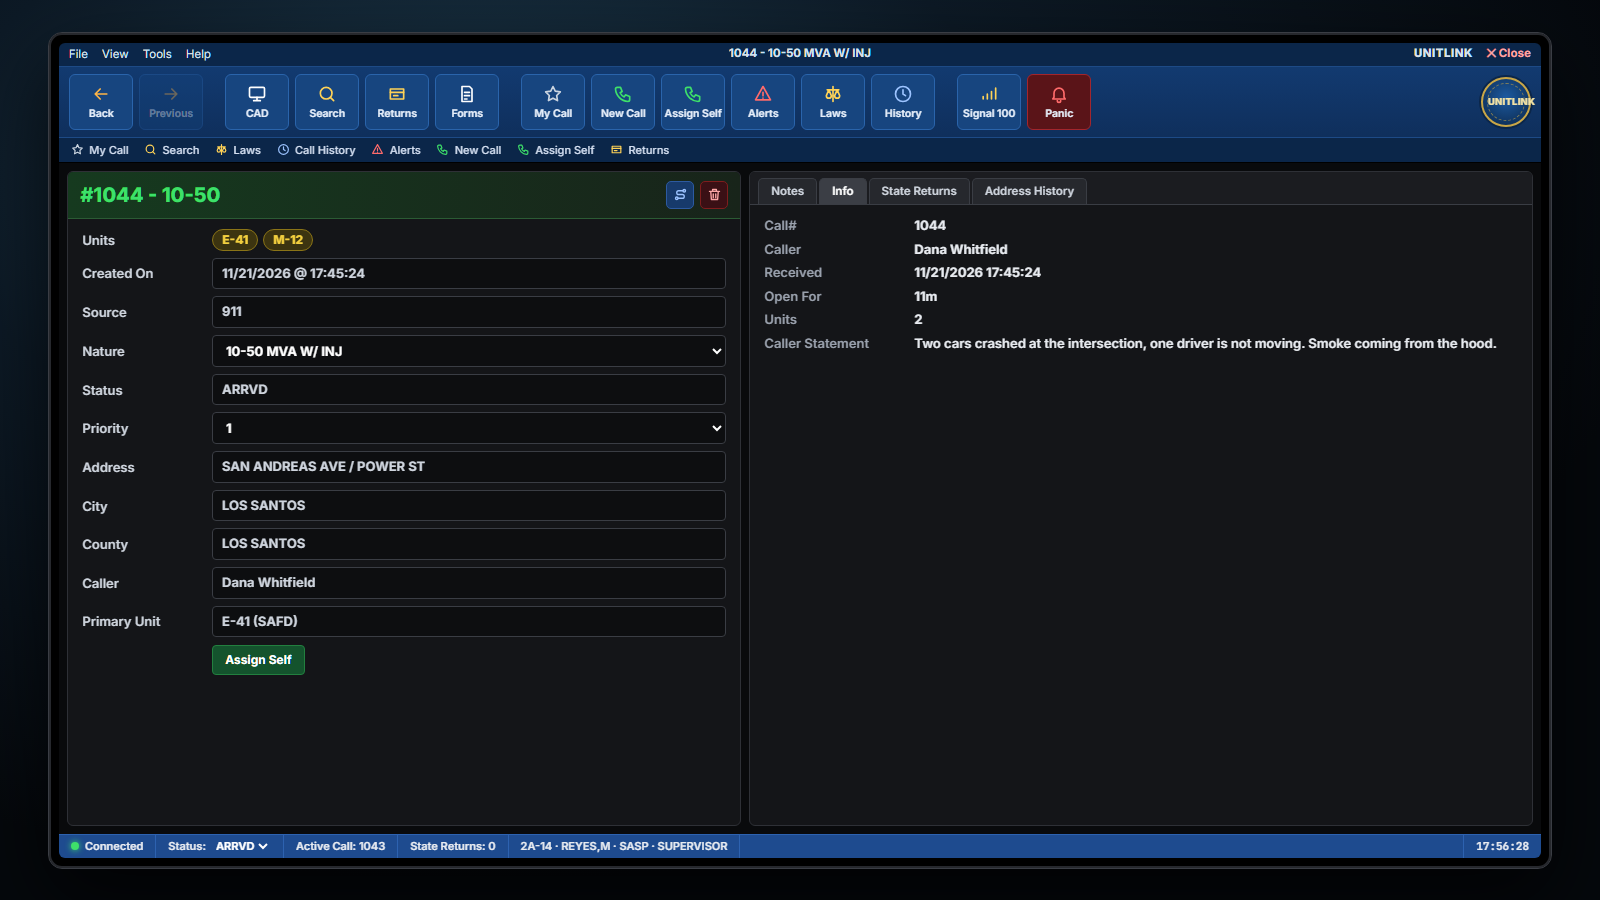 File View Tools Help 1044 - 10-50 MVA W/ INJ UNITLINK Close
Back Previous CAD Search Returns Forms My Call New Call Assign Self Alerts Laws History Signal 100 Panic UNITLINK
My Call Search Laws Call History Alerts New Call Assign Self Returns
#1044 - 10-50
Units E-41 M-12
Created On 11/21/2026 @ 17:45:24
Source 911
Nature 10-50 MVA W/ INJ
Status ARRVD
Priority 1
Address SAN ANDREAS AVE / POWER ST
City LOS SANTOS
County LOS SANTOS
Caller Dana Whitfield
Primary Unit E-41 (SAFD)
Assign Self
Notes Info State Returns Address History
Call# 1044
Caller Dana Whitfield
Received 11/21/2026 17:45:24
Open For 11m
Units 2
Caller Statement Two cars crashed at the intersection, one driver is not moving. Smoke coming from the hood.
Connected Status: ARRVD Active Call: 1043 State Returns: 0 2A-14 · REYES,M · SASP · SUPERVISOR 17:56:28